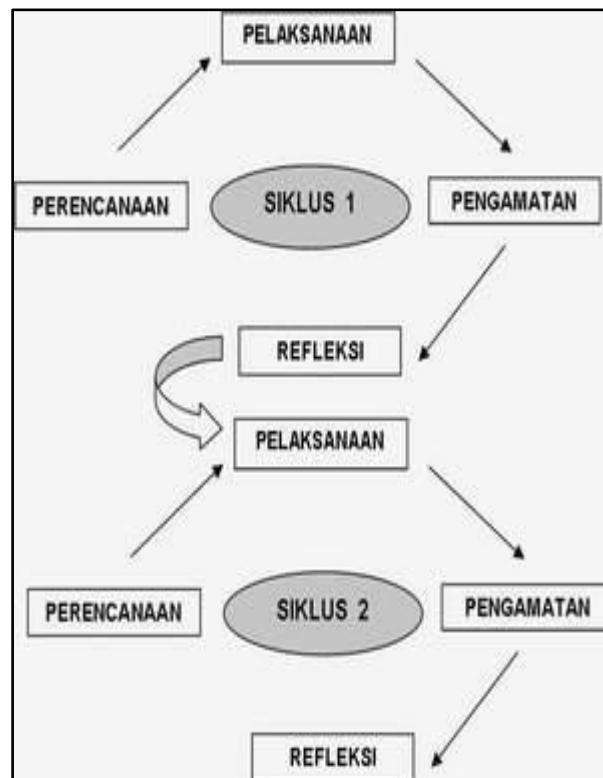 PELAKSANAAN
PERENCANAAN
SIKLUS 1
PENGAMATAN
REFLEKSI
PELAKSANAAN
PERENCANAAN
SIKLUS 2
PENGAMATAN
REFLEKSI